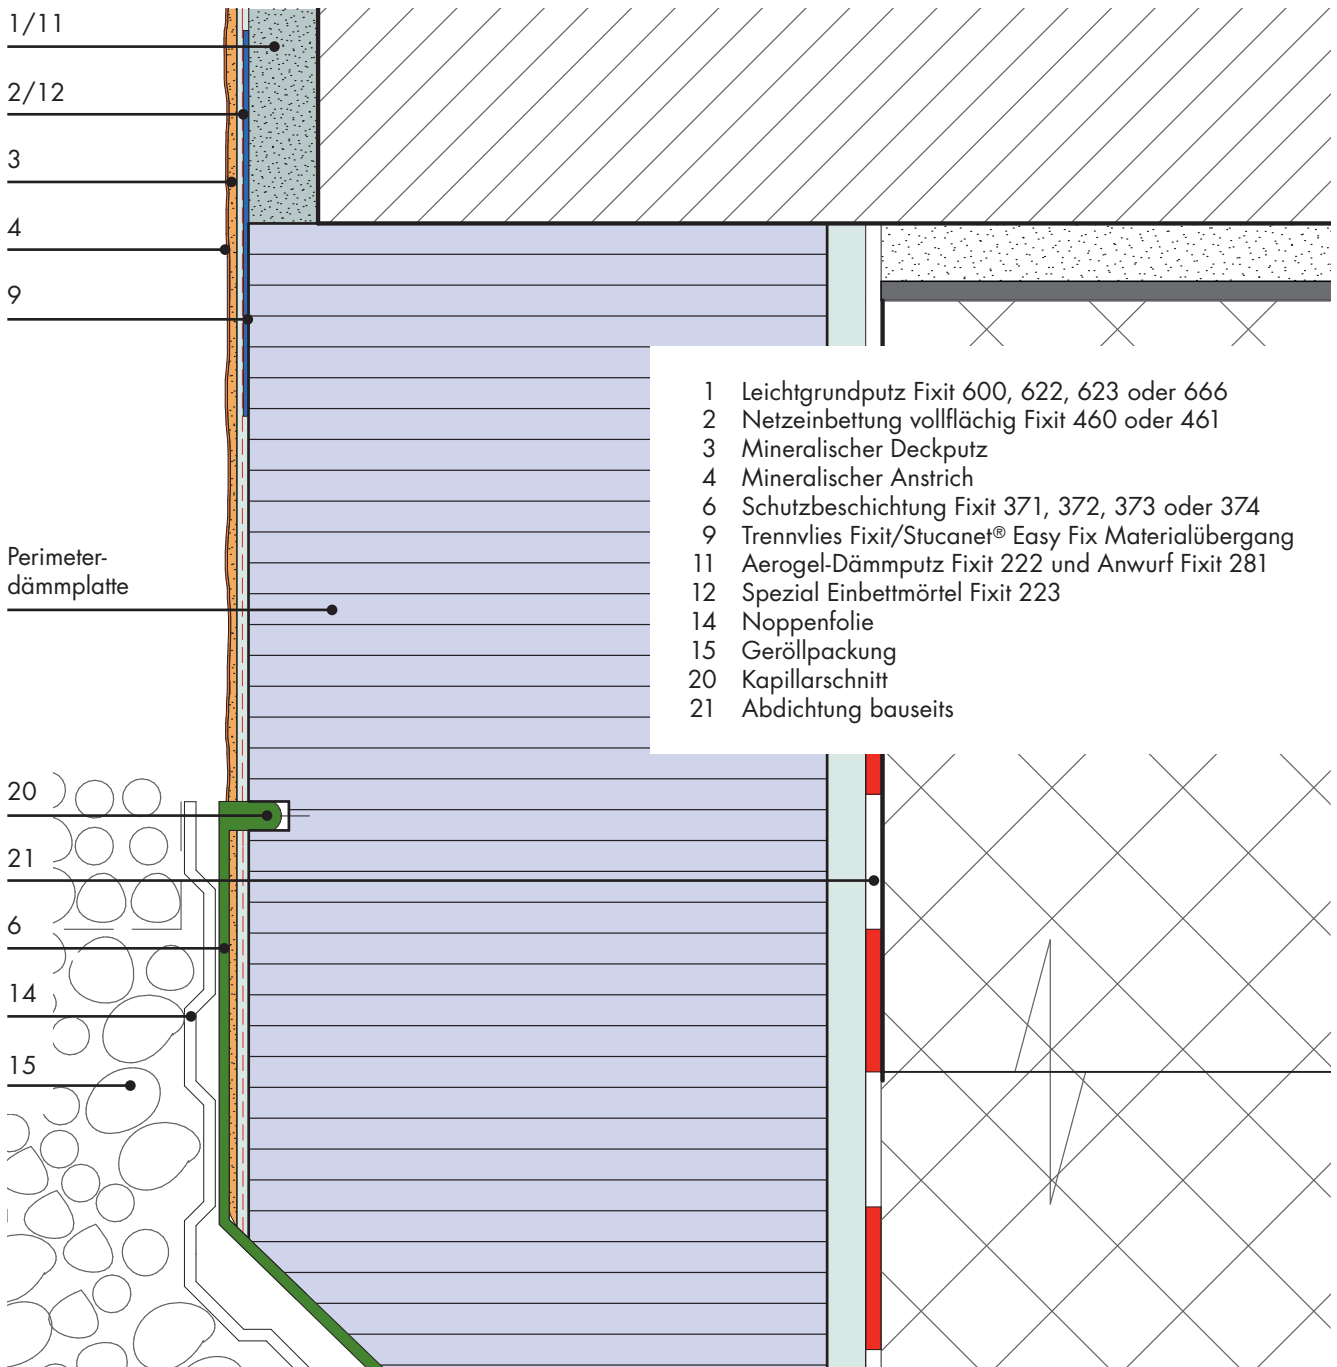 1/11
2/12
3
4
9
Perimeter-
dämmplatte
20
21
6
14
15
1 Leichtgrundputz Fixit 600, 622, 623 oder 666
2 Netzeinbettung vollflächig Fixit 460 oder 461
3 Mineralischer Deckputz
4 Mineralischer Anstrich
6 Schutzbeschichtung Fixit 371, 372, 373 oder 374
9 Trennvlies Fixit/Stucanet® Easy Fix Materialübergang
11 Aerogel-Dämmputz Fixit 222 und Anwurf Fixit 281
12 Spezial Einbettmörtel Fixit 223
14 Noppenfolie
15 Geröllpackung
20 Kapillarschnitt
21 Abdichtung bauseits